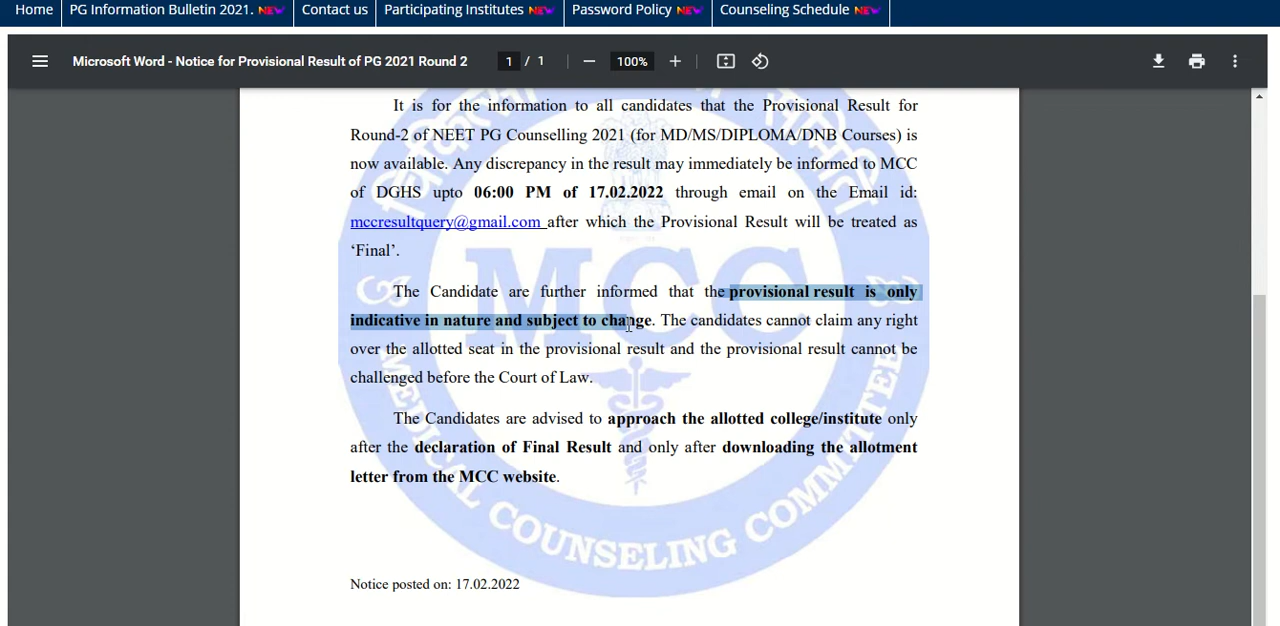 Home PG Information Bulletin 2021. NEW Contact us Participating Institutes NEW Password Policy NEW Counseling Schedule NEW
Microsoft Word - Notice for Provisional Result of PG 2021 Round 2 1 / 1 100%
It is for the information to all candidates that the Provisional Result for
Round-2 of NEET PG Counselling 2021 (for MD/MS/DIPLOMA/DNB Courses) is
now available. Any discrepancy in the result may immediately be informed to MCC
of DGHS upto 06:00 PM of 17.02.2022 through email on the Email id:
mccresultquery@gmail.com after which the Provisional Result will be treated as
‘Final’.
The Candidate are further informed that the provisional result is only
indicative in nature and subject to change. The candidates cannot claim any right
over the allotted seat in the provisional result and the provisional result cannot be
challenged before the Court of Law.
The Candidates are advised to approach the allotted college/institute only
after the declaration of Final Result and only after downloading the allotment
letter from the MCC website.
Notice posted on: 17.02.2022
MCC
MEDICAL COUNSELING COMMITTEE